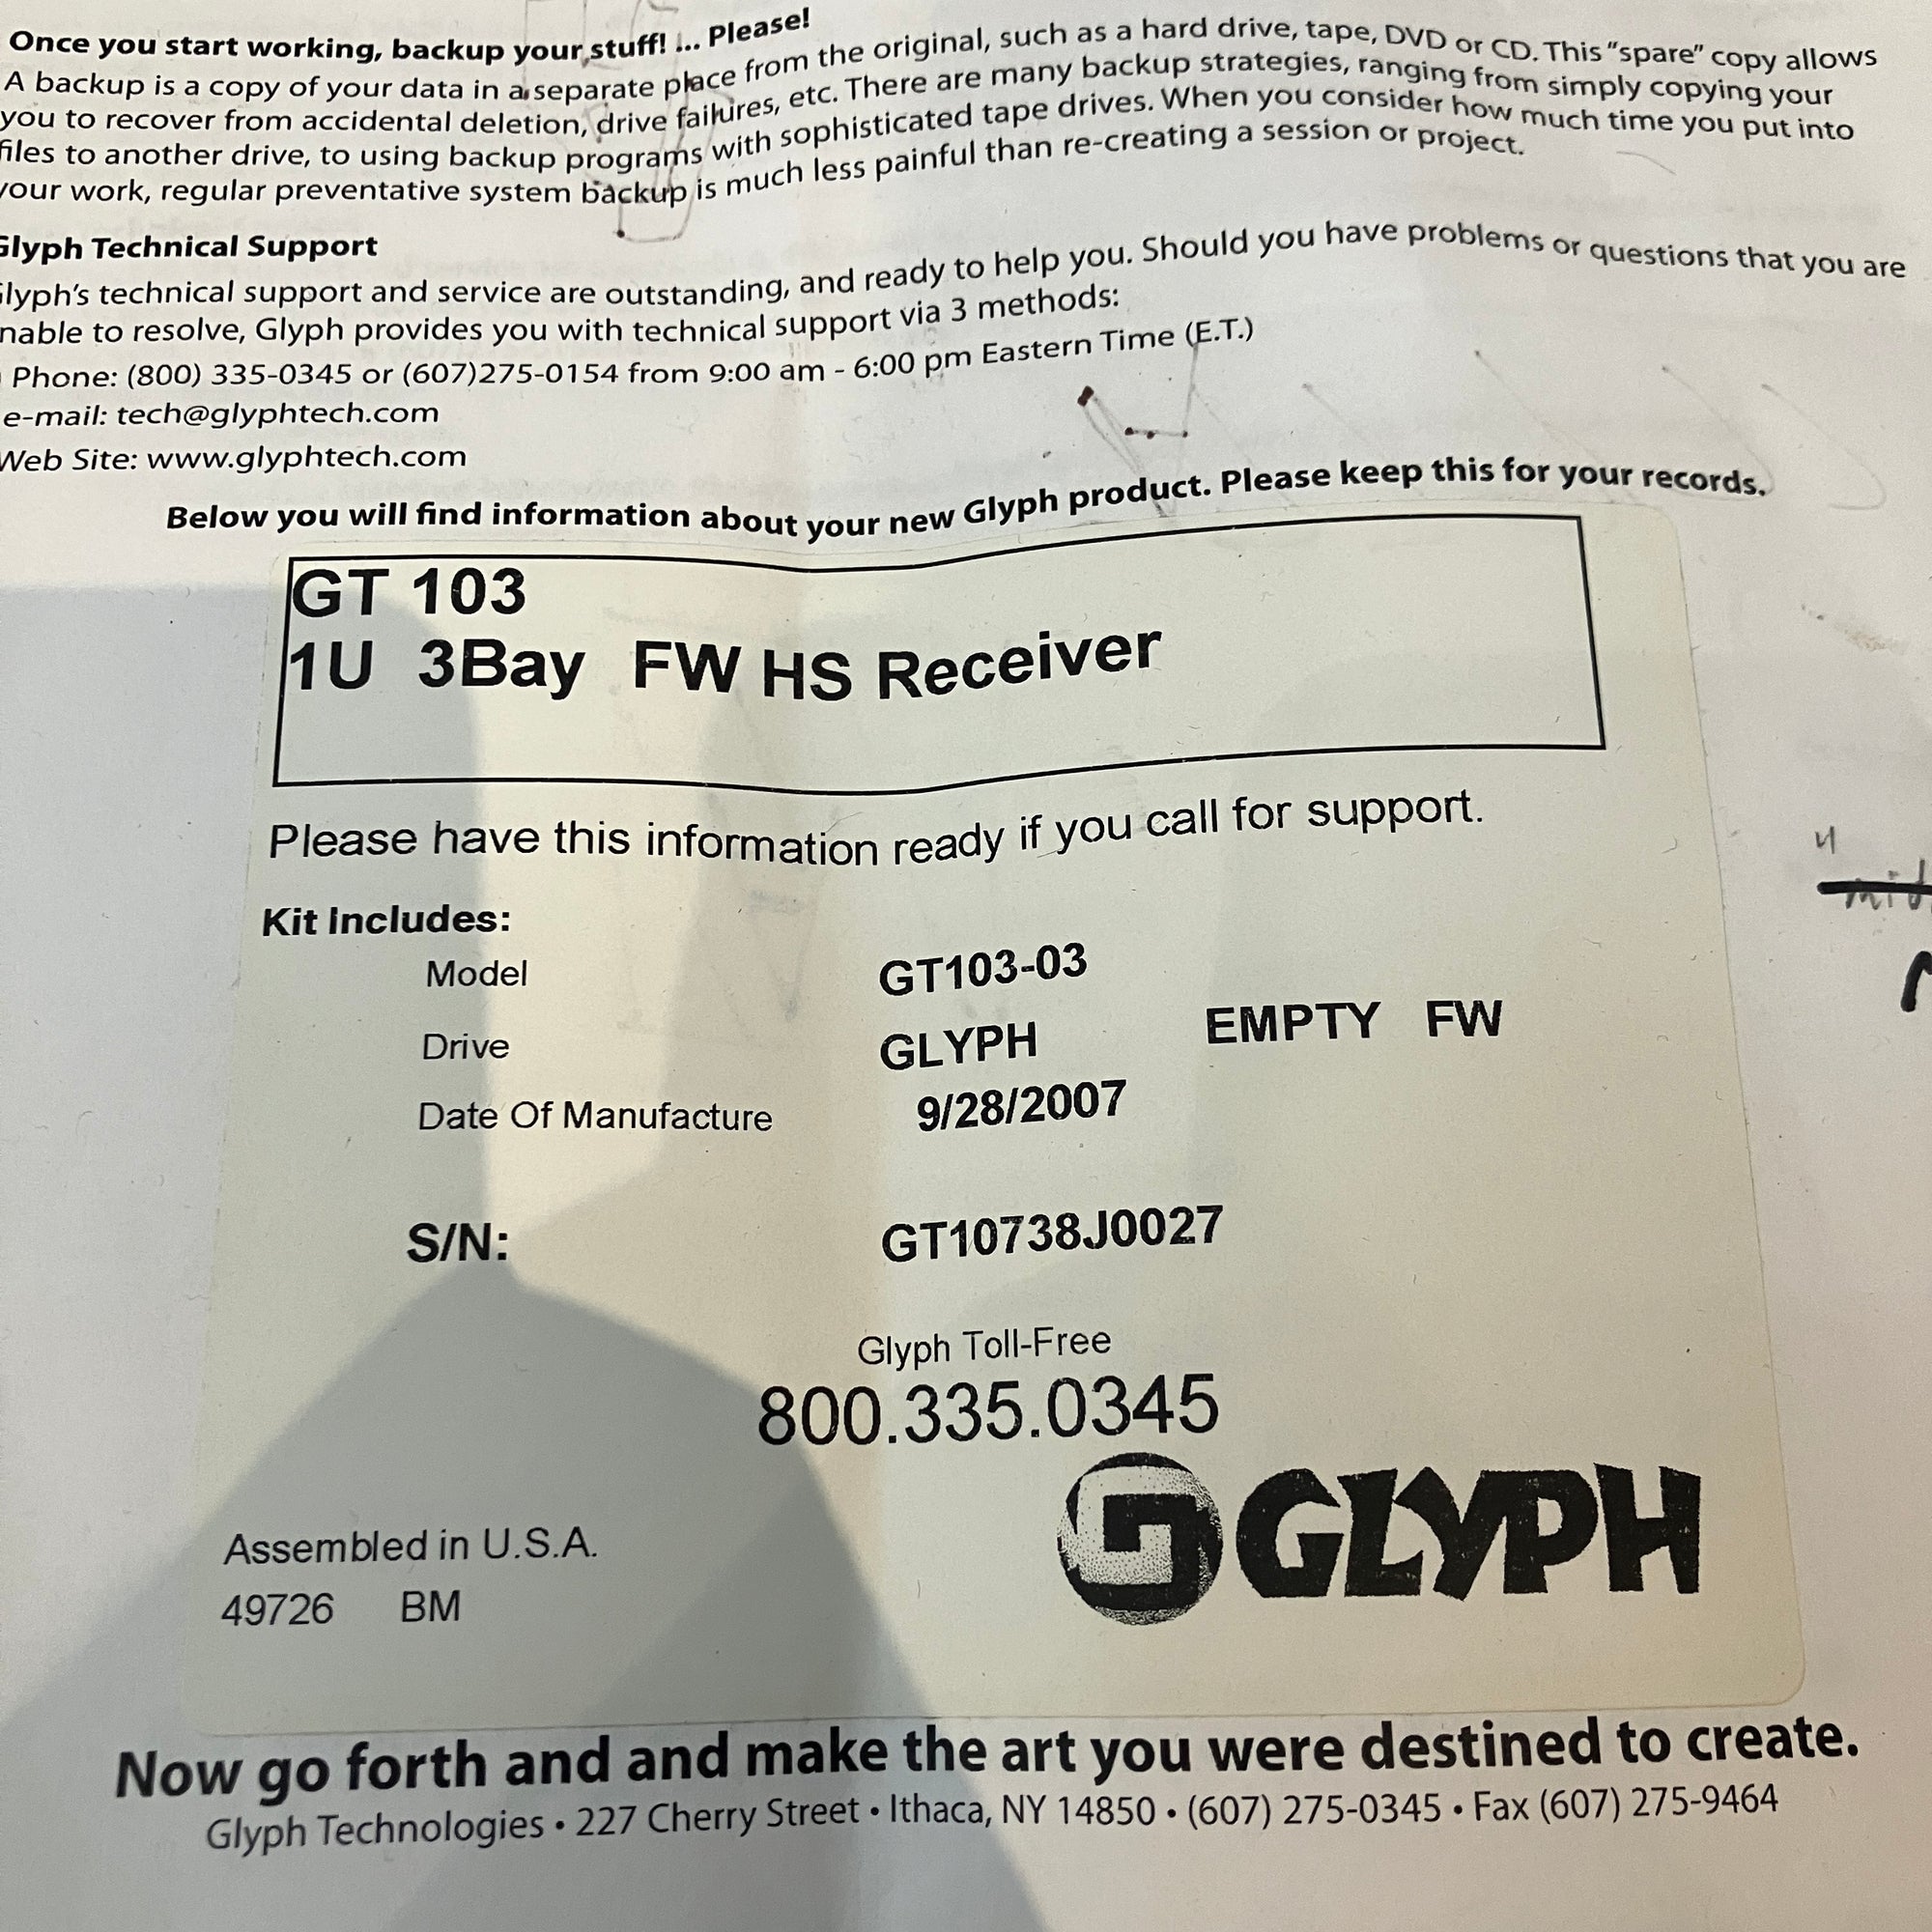 Once you start working, backup your stuff! ... Please!
A backup is a copy of your data in a separate place from the original, such as a hard drive, tape, DVD or CD. This "spare" copy allows
you to recover from accidental deletion, drive failures, etc. There are many backup strategies, ranging from simply copying your
files to another drive, to using backup programs with sophisticated tape drives. When you consider how much time you put into
your work, regular preventative system backup is much less painful than re-creating a session or project.
Glyph Technical Support
Glyph's technical support and service are outstanding, and ready to help you. Should you have problems or questions that you are
nable to resolve, Glyph provides you with technical support via 3 methods:
Phone: (800) 335-0345 or (607)275-0154 from 9:00 am - 6:00 pm Eastern Time (E.T.)
e-mail: tech@glyphtech.com
Web Site: www.glyphtech.com
Below you will find information about your new Glyph product. Please keep this for your records.
GT 103
1U 3Bay FW HS Receiver
Please have this information ready if you call for support.
Kit Includes:
Model GT103-03
Drive GLYPH EMPTY FW
Date Of Manufacture 9/28/2007
S/N: GT10738J0027
Glyph Toll-Free
800.335.0345
GLYPH
Assembled in U.S.A.
49726 BM
Now go forth and and make the art you were destined to create.
Glyph Technologies • 227 Cherry Street • Ithaca, NY 14850 • (607) 275-0345 • Fax (607) 275-9464